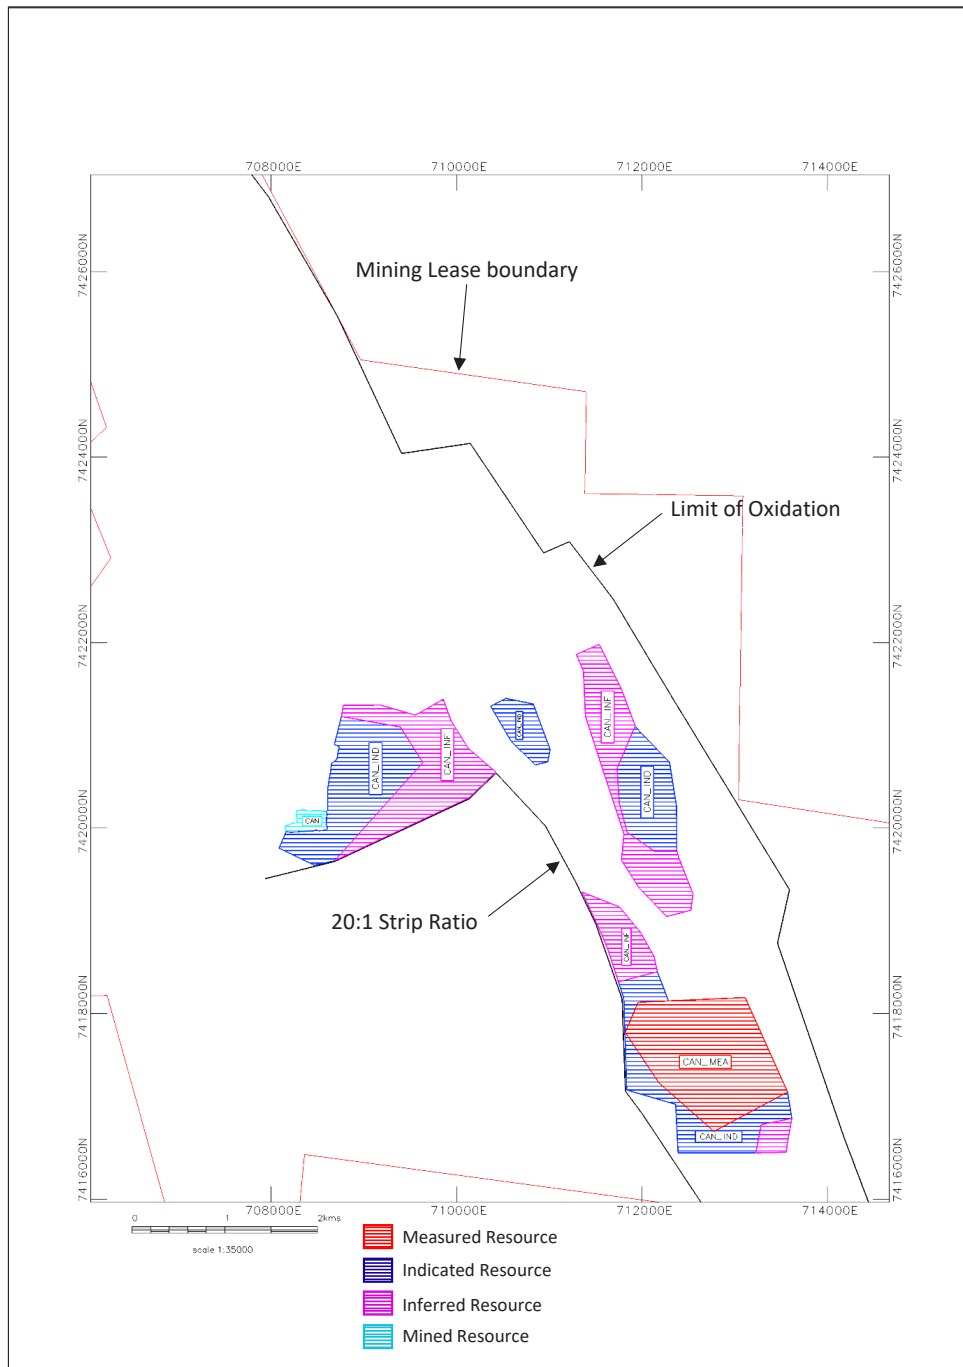 708000E 710000E 712000E 714000E
7426000N 7426000N
Mining Lease boundary
7424000N 7424000N
Limit of Oxidation
7422000N 7422000N
CAN_INF
CAN_IND
CAN_INF
CAN_IND
CAN_IND
7420000N 7420000N
CAN
20:1 Strip Ratio
CAN_INF
7418000N 7418000N
CAN_MEA
CAN_IND
7416000N 7416000N
708000E 710000E 712000E 714000E
0 1 2kms
scale 1:35000
Measured Resource
Indicated Resource
Inferred Resource
Mined Resource